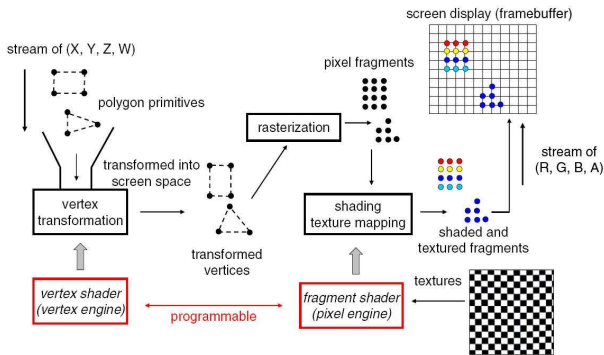 screen display (framebuffer)
stream of (X, Y, Z, W)
pixel fragments
polygon primitives
rasterization
transformed into
screen space
stream of
(R, G, B, A)
vertex
transformation
shading
texture mapping
transformed
vertices
shaded and
textured fragments
vertex shader
(vertex engine)
programmable
fragment shader
(pixel engine)
textures